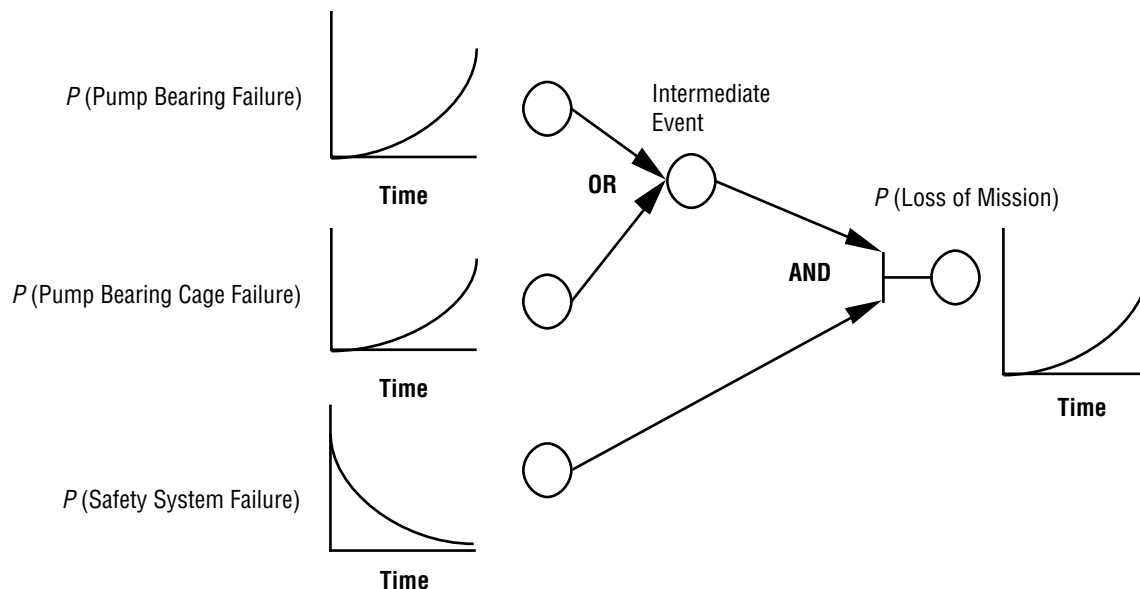 P (Pump Bearing Failure)
Time
Intermediate
Event
OR
P (Pump Bearing Cage Failure)
Time
AND
P (Loss of Mission)
Time
P (Safety System Failure)
Time